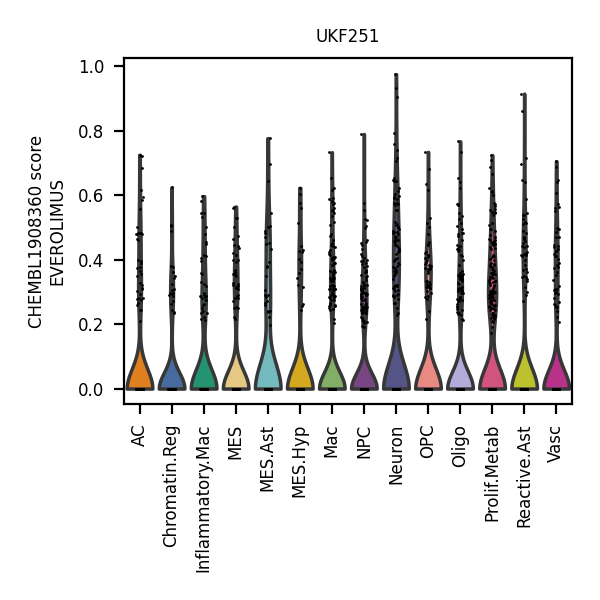 UKF251
CHEMBL1908360 score
EVEROLIMUS
1.0
0.8
0.6
0.4
0.2
0.0
AC
Chromatin.Reg
Inflammatory.Mac
MES
MES.Ast
MES.Hyp
Mac
NPC
Neuron
OPC
Oligo
Prolif.Metab
Reactive.Ast
Vasc